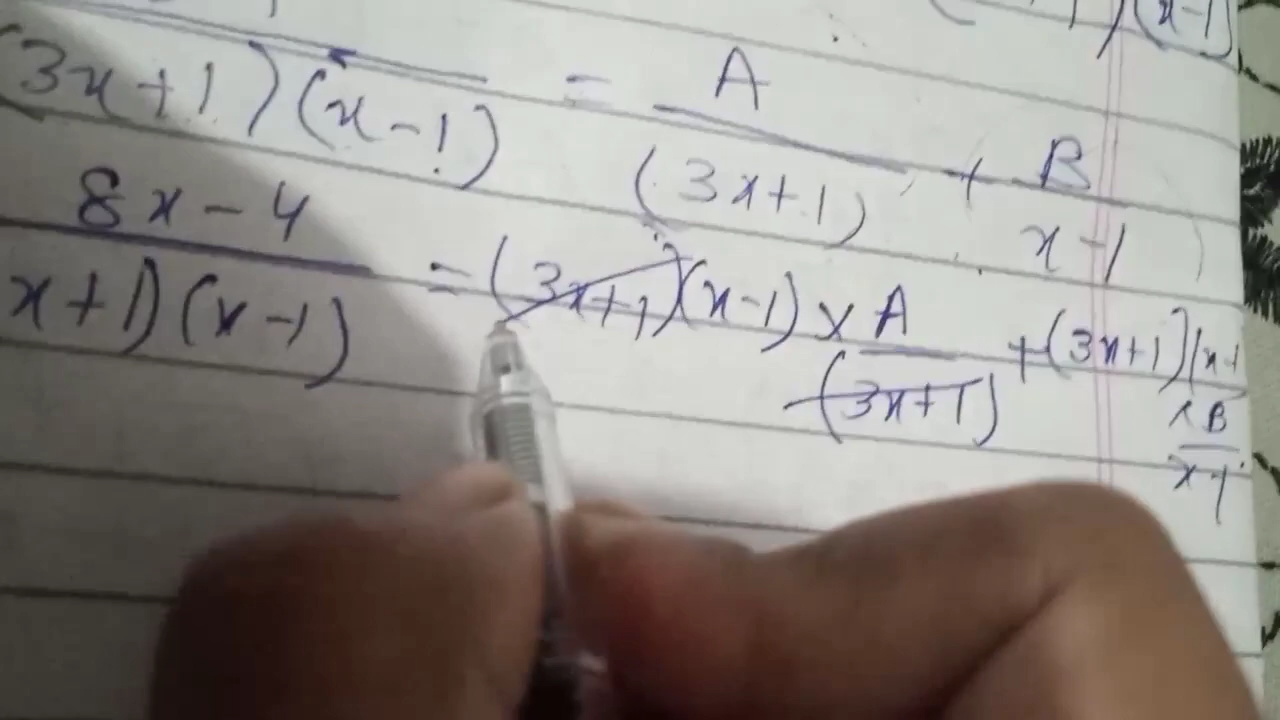 )(x-1)
(3x+1)(x-1) = A/(3x+1) + B/x-1
8x-4/x+1)(x-1) = (3x+1)(x-1) × A/(3x+1) + (3x+1)(x-1 × B/x-1